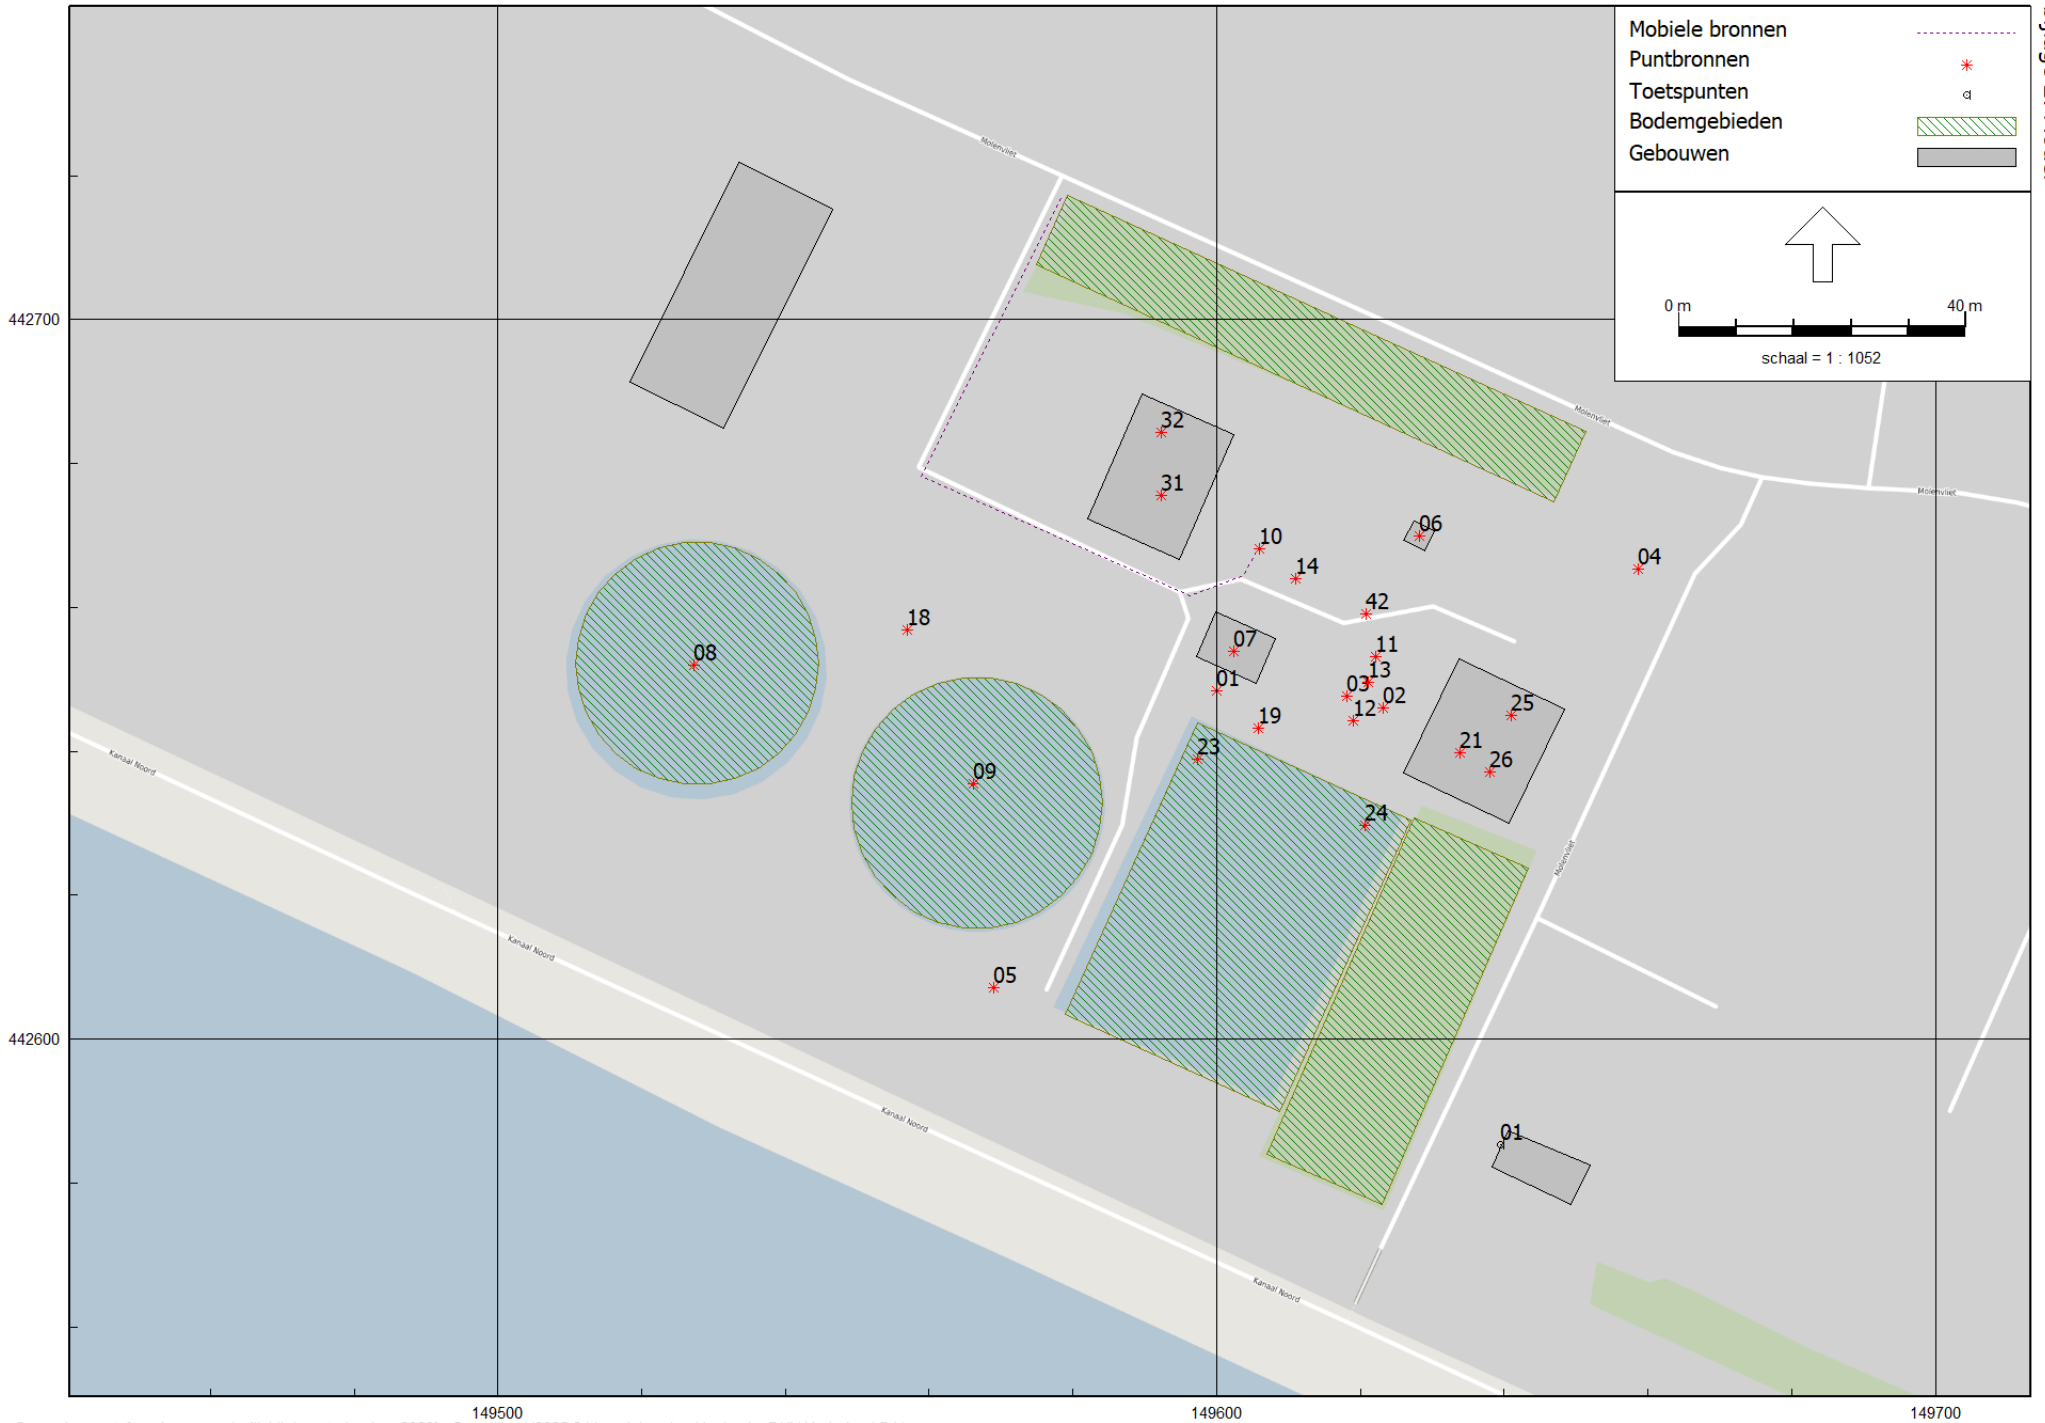 Mobiele bronnen
Puntbronnen
Toetspunten
Bodemgebieden
Gebouwen
0 m 40 m
schaal = 1 : 1052
Molenvliet
442700
32
31
Molenvliet
Molenvliet
10
06
14
04
42
18
08
07
11
13
01
03
02
12
19
25
23
21
26
09
24
Kanaal Noord
Molenvliet
Kanaal Noord
05
442600
Kanaal Noord
01
Kanaal Noord
149500
149600
149700